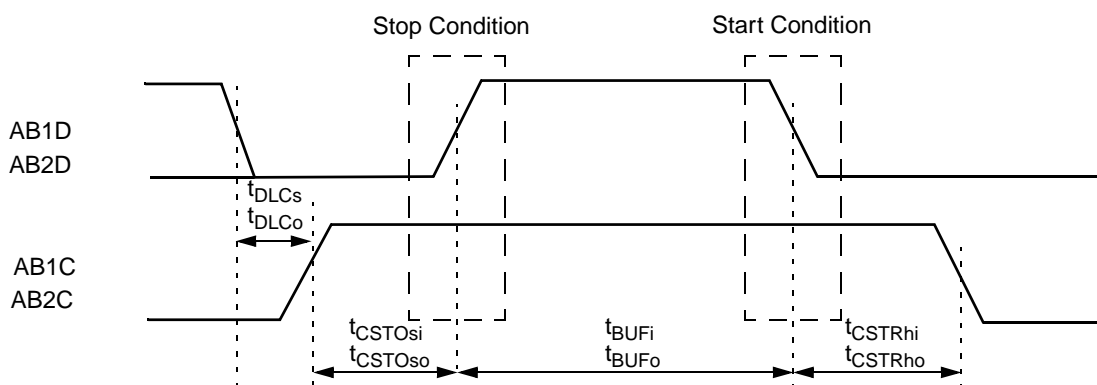 Stop Condition
Start Condition
AB1D
AB2D
tDLCs
tDLCo
AB1C
AB2C
tCSTOsi
tCSTOso
tBUFi
tBUFo
tCSTRhi
tCSTRho